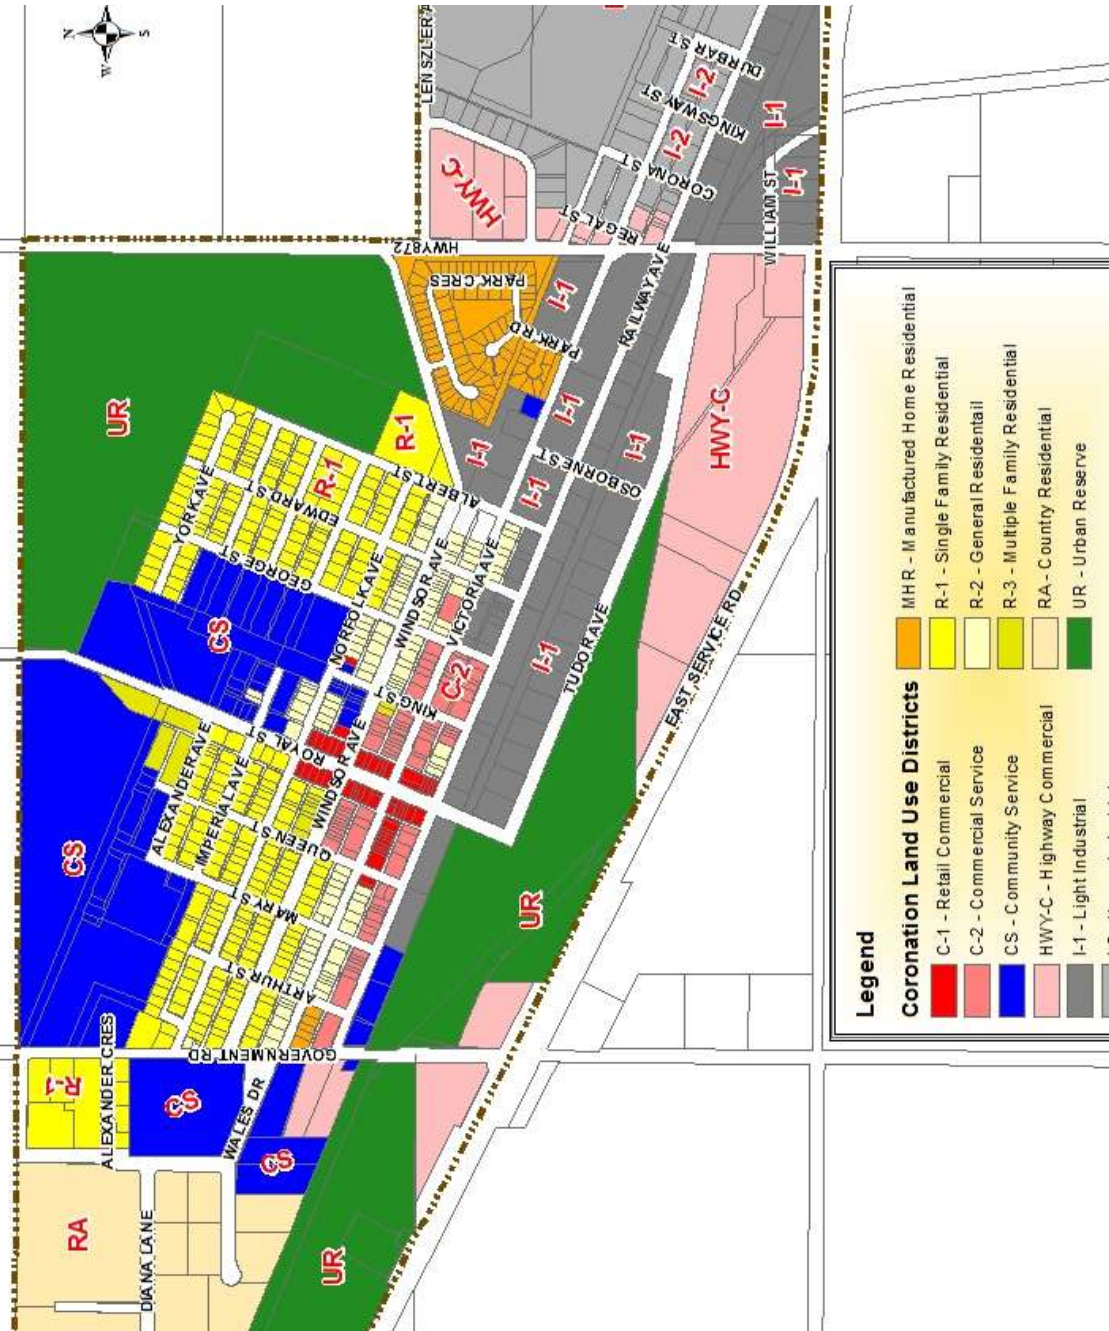 N
S
W
LEN SZLER A
DURBAR ST
KINGSWAY ST
CORONA ST
REGAL ST
RAILWAY AVE
WILLIAM ST
HWY 872
I-2
I-2
I-1
I-1
HWY-C
PARK CRES
PARK RD
PARK RD
I-1
I-1
I-1
I-1
I-1
I-1
OSBORNE ST
HWY-C
UR
R-1
R-1
YORK AVE
EDWARD ST
ALBERT ST
GEORGE ST
NORFOLK AVE
WINDSOR AVE
VICTORIA AVE
TUDOR AVE
EAST SERVICE RD
CS
KING ST
C-2
ROYAL ST
WINDSOR AVE
ALEXANDER AVE
IMPERIAL AVE
QUEEN ST
MARY ST
ARTHUR ST
CS
UR
ALEXANDER CRES
GOVERNMENT RD
R-1
CS
WALES DR
CS
RA
DIANA LANE
UR
Legend
Coronation Land Use Districts
C-1 - Retail Commercial
C-2 - Commercial Service
CS - Community Service
HWY-C - Highway Commercial
I-1 - Light Industrial
MHR - Manufactured Home Residential
R-1 - Single Family Residential
R-2 - General Residentail
R-3 - Multiple Family Residential
RA - Country Residential
UR - Urban Reserve